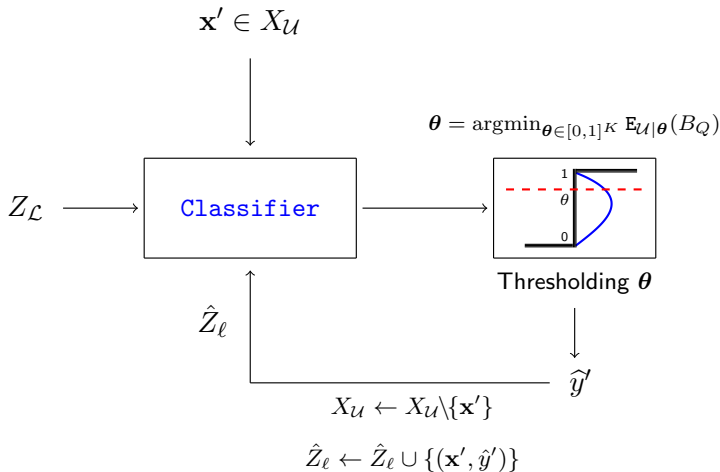 𝐱′ ∈ X_𝒰
𝜽 = argmin_{𝜽∈[0,1]^K} 𝙴_{𝒰|𝜽}(B_Q)
Z_ℒ
Classifier
1
θ
0
Thresholding 𝜽
Ẑ_ℓ
ŷ′
X_𝒰 ← X_𝒰\{𝐱′}
Ẑ_ℓ ← Ẑ_ℓ ∪ {(𝐱′, ŷ′)}